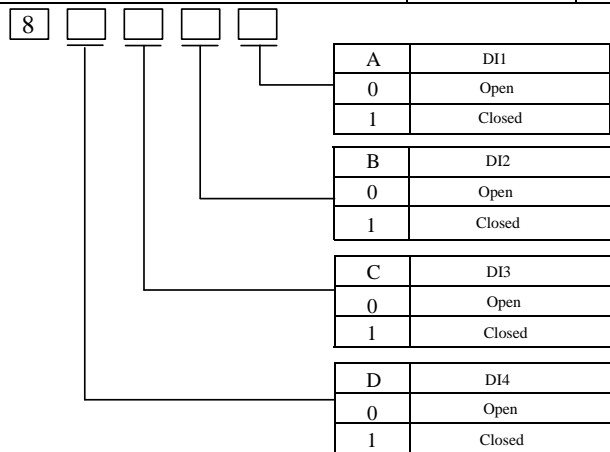 8
A DI1
0 Open
1 Closed
B DI2
0 Open
1 Closed
C DI3
0 Open
1 Closed
D DI4
0 Open
1 Closed